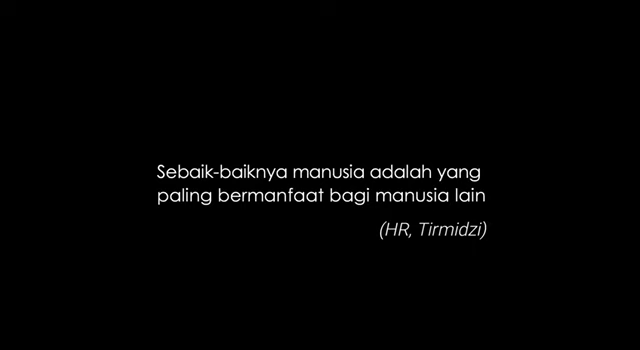 Sebaik-baiknya manusia adalah yang
paling bermanfaat bagi manusia lain
(HR, Tirmidzi)